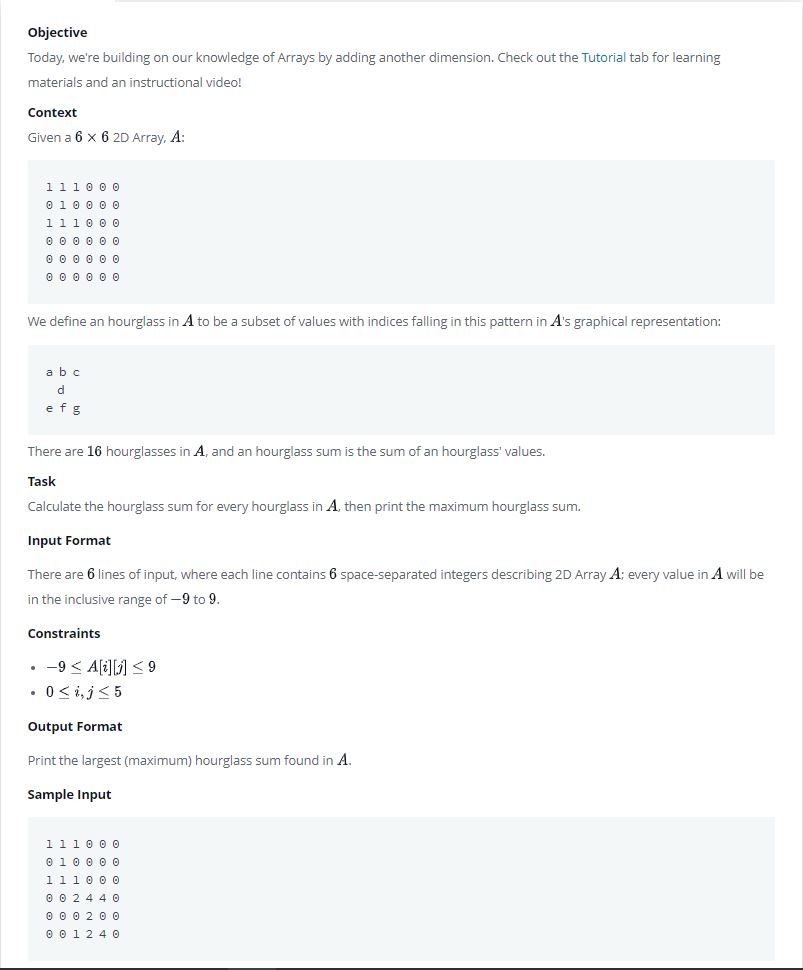 Objective
Today, we're building on our knowledge of Arrays by adding another dimension. Check out the Tutorial tab for learning
materials and an instructional video!
Context
Given a 6 × 6 2D Array, A:
1 1 1 0 0 0
0 1 0 0 0 0
1 1 1 0 0 0
0 0 0 0 0 0
0 0 0 0 0 0
0 0 0 0 0 0
We define an hourglass in A to be a subset of values with indices falling in this pattern in A's graphical representation:
a b c
d
e f g
There are 16 hourglasses in A, and an hourglass sum is the sum of an hourglass' values.
Task
Calculate the hourglass sum for every hourglass in A, then print the maximum hourglass sum.
Input Format
There are 6 lines of input, where each line contains 6 space-separated integers describing 2D Array A; every value in A will be
in the inclusive range of −9 to 9.
Constraints
• −9 ≤ A[i][j] ≤ 9
• 0 ≤ i, j ≤ 5
Output Format
Print the largest (maximum) hourglass sum found in A.
Sample Input
1 1 1 0 0 0
0 1 0 0 0 0
1 1 1 0 0 0
0 0 2 4 4 0
0 0 0 2 0 0
0 0 1 2 4 0